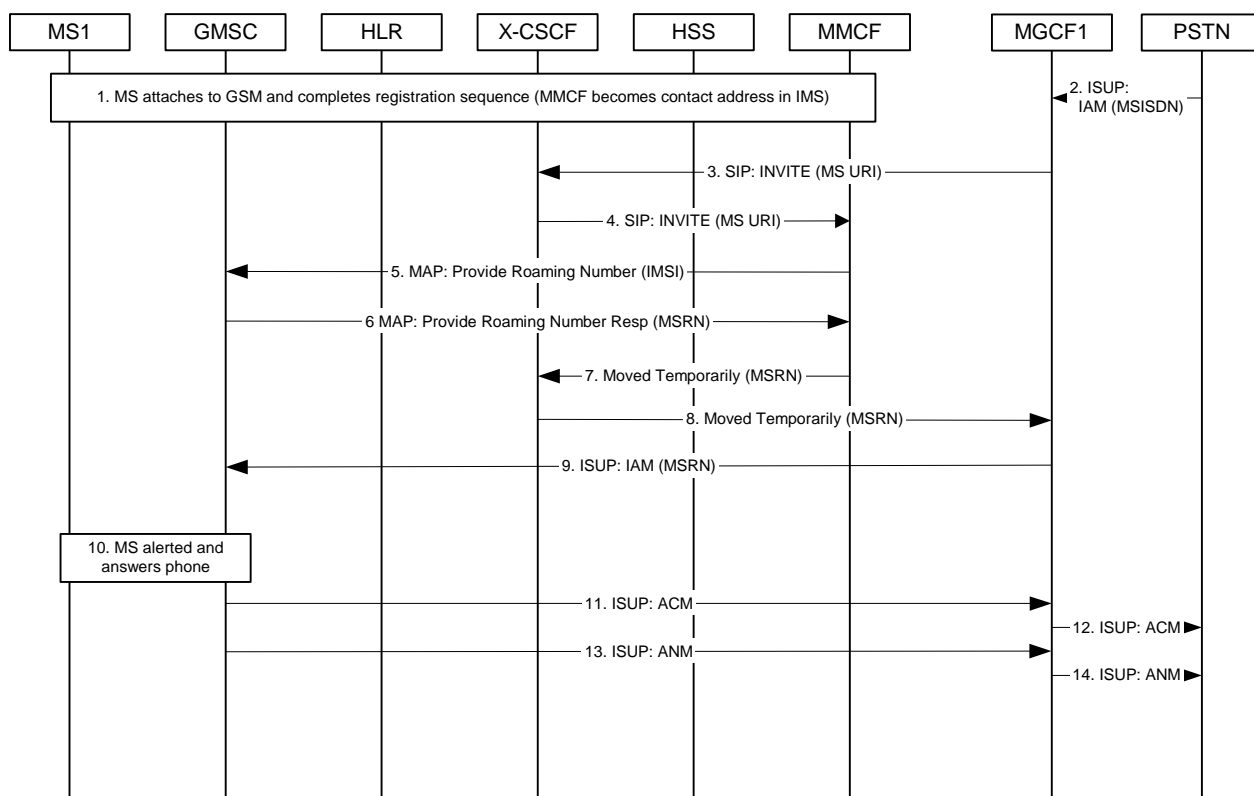 MS1
GMSC
HLR
X-CSCF
HSS
MMCF
MGCF1
PSTN
1. MS attaches to GSM and completes registration sequence (MMCF becomes contact address in IMS)
2. ISUP:
IAM (MSISDN)
3. SIP: INVITE (MS URI)
4. SIP: INVITE (MS URI)
5. MAP: Provide Roaming Number (IMSI)
6 MAP: Provide Roaming Number Resp (MSRN)
7. Moved Temporarily (MSRN)
8. Moved Temporarily (MSRN)
9. ISUP: IAM (MSRN)
10. MS alerted and
answers phone
11. ISUP: ACM
12. ISUP: ACM
13. ISUP: ANM
14. ISUP: ANM